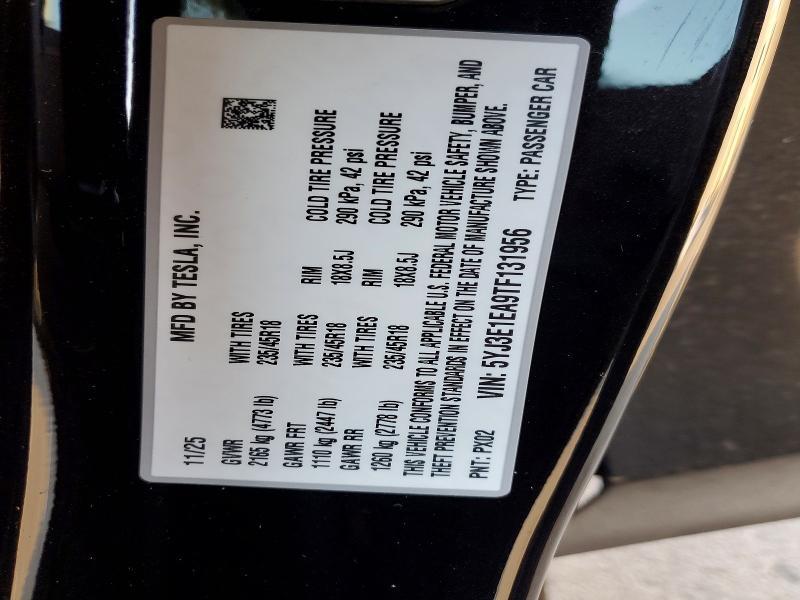 MFD BY TESLA, INC.
11/25
GVWR WITH TIRES RIM COLD TIRE PRESSURE
2165 kg (4773 lb) 235/45R18 18X8.5J 290 kPa, 42 psi
GAWR FRT WITH TIRES RIM COLD TIRE PRESSURE
1110 kg (2447 lb) 235/45R18 18X8.5J 290 kPa, 42 psi
GAWR RR WITH TIRES
1260 kg (2778 lb) 235/45R18
THIS VEHICLE CONFORMS TO ALL APPLICABLE U.S. FEDERAL MOTOR VEHICLE SAFETY, BUMPER, AND
THEFT PREVENTION STANDARDS IN EFFECT ON THE DATE OF MANUFACTURE SHOWN ABOVE.
PNT: PX02 VIN: 5YJ3E1EA9TF131956 TYPE: PASSENGER CAR